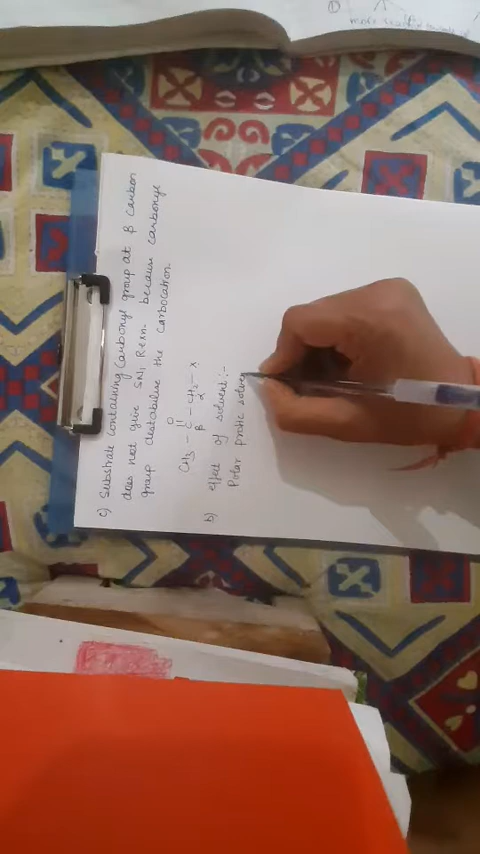 c) Substrate containing Carbonyl group at β Carbon
does not give SN1 Rexn- because carbonyl
group destabilise the carbocation.
O
||
CH3 - C - CH2 - X
β α
b) effect of solvent :-
Polar protic solve